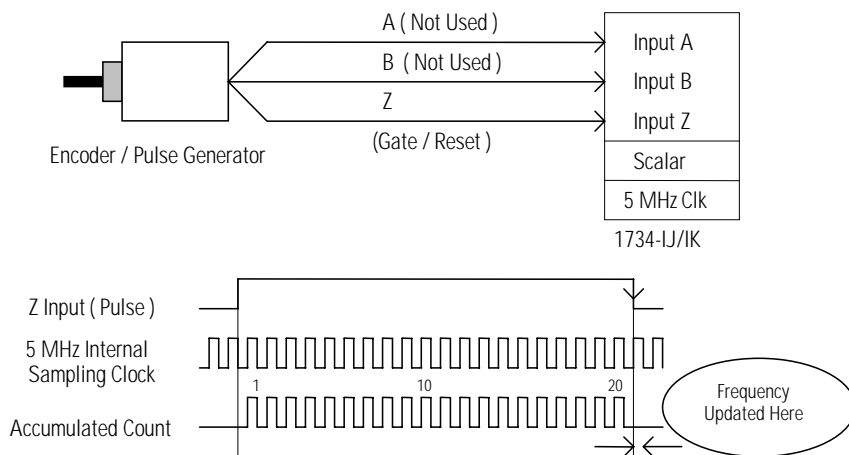 A ( Not Used )
B ( Not Used )
Z
(Gate / Reset )
Encoder / Pulse Generator
Input A
Input B
Input Z
Scalar
5 MHz Clk
1734-IJ/IK
Z Input ( Pulse )
5 MHz Internal
Sampling Clock
1 10 20
Accumulated Count
Frequency
Updated Here